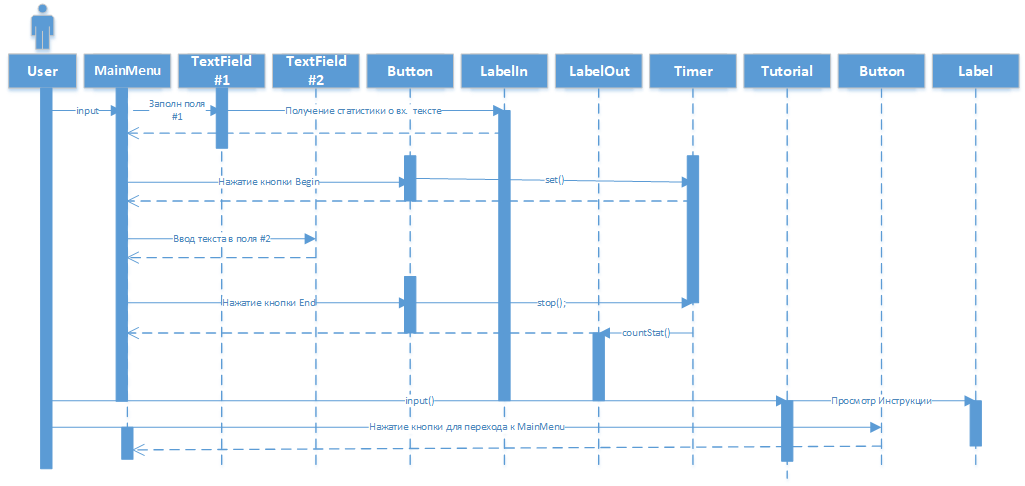 User
MainMenu
TextField
#1
TextField
#2
Button
LabelIn
LabelOut
Timer
Tutorial
Button
Label
input
Заполн поля
#1
Получение статистики о вх. тексте
Нажатие кнопки Begin
set()
Ввод текста в поля #2
Нажатие кнопки End
stop();
countStat()
input()
Просмотр Инструкции
Нажатие кнопки для перехода к MainMenu